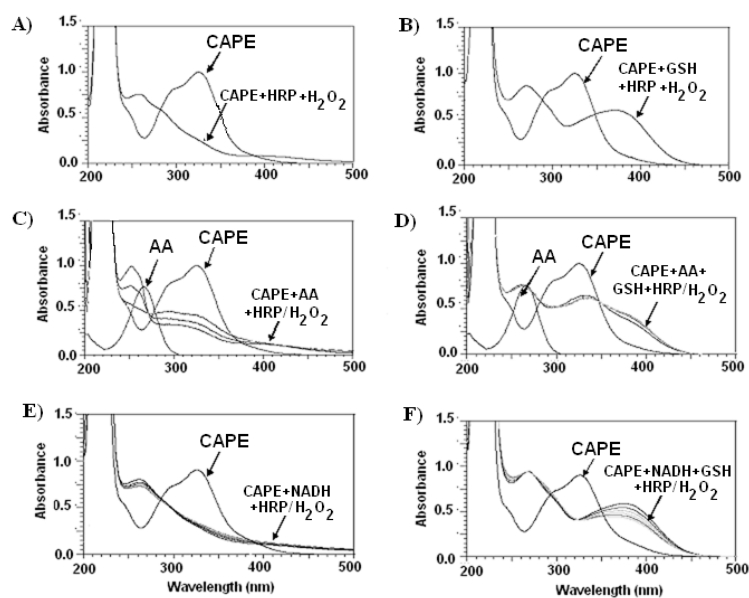 A)
Absorbance
1.5
1.0
0.5
0.0
CAPE
CAPE+HRP+H₂O₂
200 300 400 500
B)
Absorbance
1.5
1.0
0.5
0.0
CAPE
CAPE+GSH
+HRP +H₂O₂
200 300 400 500
C)
Absorbance
1.5
1.0
0.5
0.0
AA
CAPE
CAPE+AA
+HRP/H₂O₂
200 300 400 500
D)
Absorbance
1.5
1.0
0.5
0.0
AA
CAPE
CAPE+AA+
GSH+HRP/H₂O₂
200 300 400 500
E)
Absorbance
1.5
1.0
0.5
0.0
CAPE
CAPE+NADH
+HRP/H₂O₂
200 300 400 500
Wavelength (nm)
F)
Absorbance
1.5
1.0
0.5
0.0
CAPE
CAPE+NADH+GSH
+HRP/H₂O₂
200 300 400 500
Wavelength (nm)